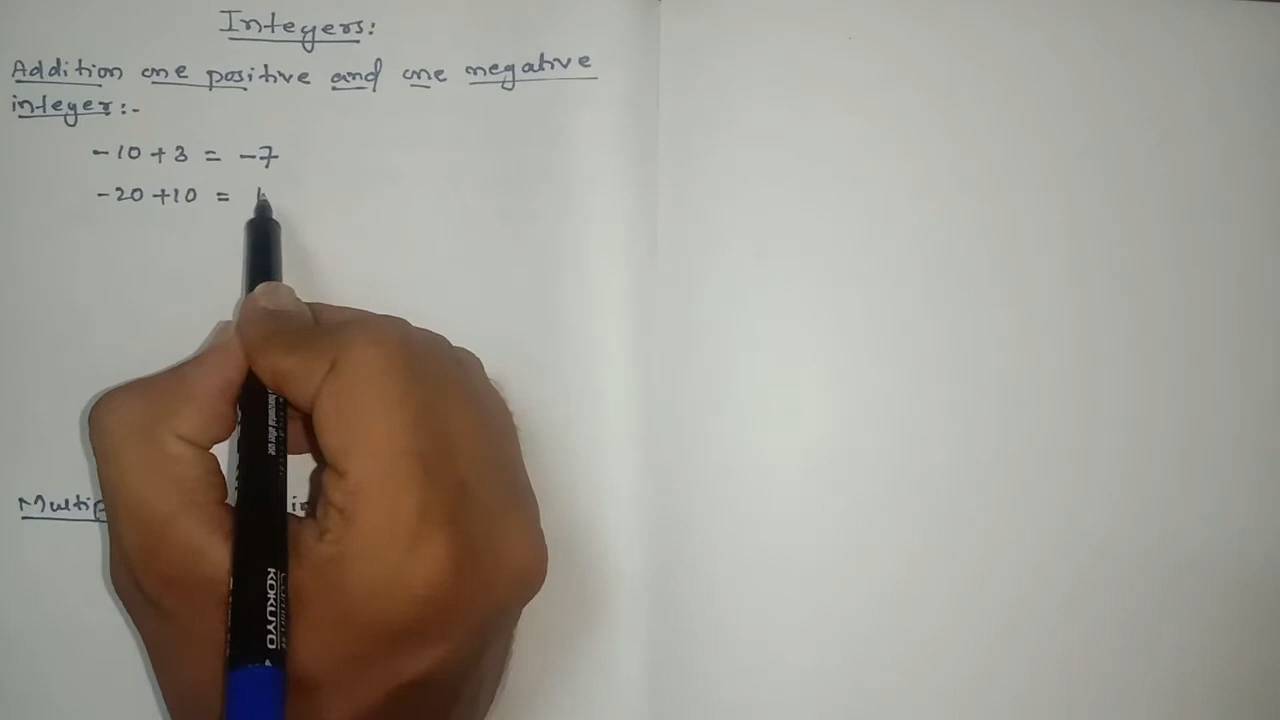 Integers:
Addition one positive and one negative
integer:-
-10 + 3 = -7
-20 + 10 =
KOKUYO